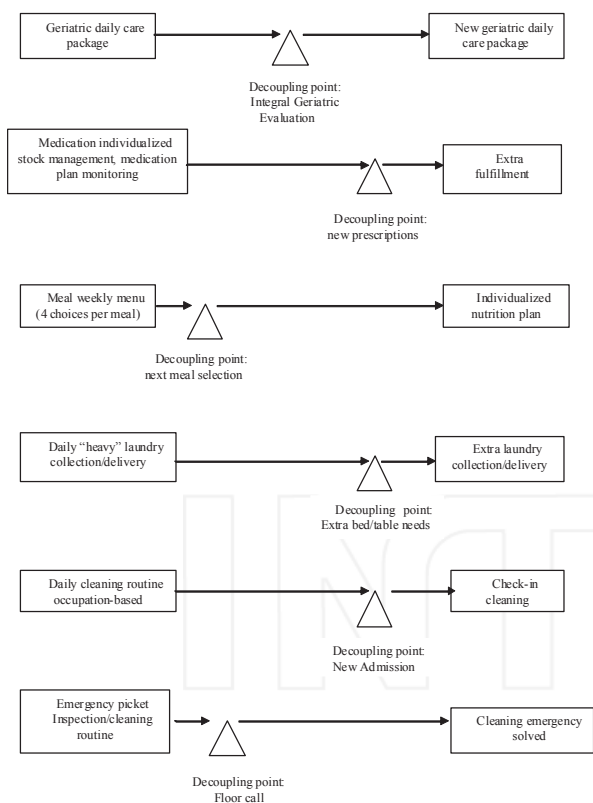 Geriatric daily care
package
New geriatric daily
care package
Decoupling point:
Integral Geriatric
Evaluation
Medication individualized
stock management, medication
plan monitoring
Extra
fulfillment
Decoupling point:
new prescriptions
Meal weekly menu
(4 choices per meal)
Individualized
nutrition plan
Decoupling point:
next meal selection
Daily “heavy” laundry
collection/delivery
Extra laundry
collection/delivery
Decoupling point:
Extra bed/table needs
Daily cleaning routine
occupation-based
Check-in
cleaning
Decoupling point:
New Admission
Emergency picket
Inspection/cleaning
routine
Cleaning emergency
solved
Decoupling point:
Floor call
INT